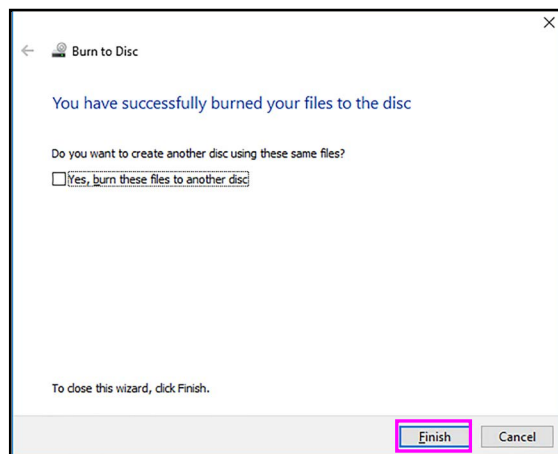 Burn to Disc
You have successfully burned your files to the disc
Do you want to create another disc using these same files?
Yes, burn these files to another disc
To close this wizard, click Finish.
Finish Cancel